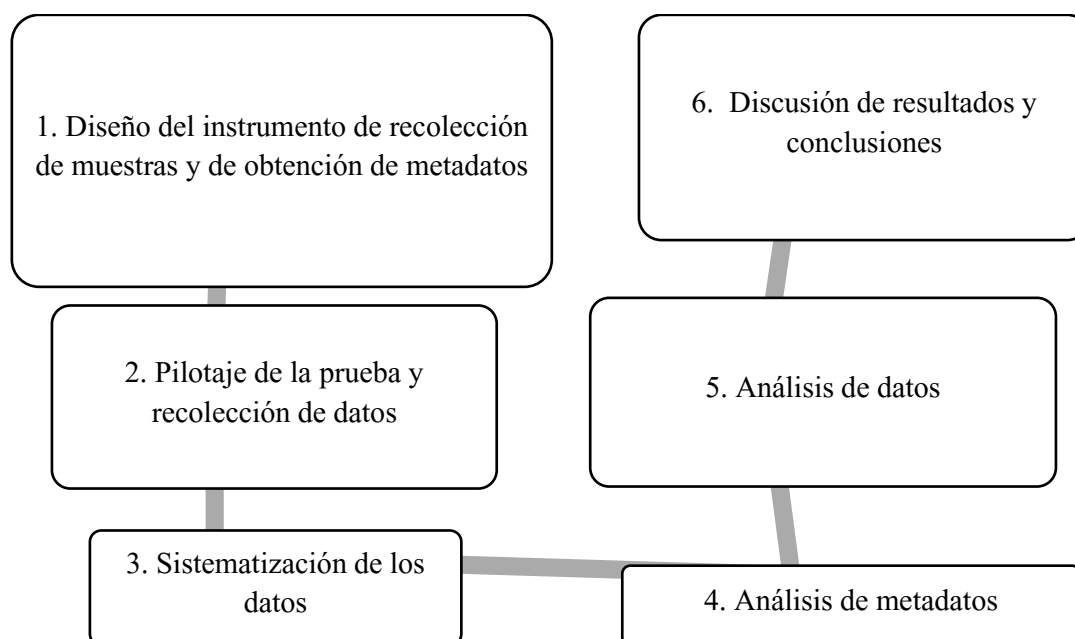 1. Diseño del instrumento de recolección
de muestras y de obtención de metadatos
2. Pilotaje de la prueba y
recolección de datos
3. Sistematización de los
datos
4. Análisis de metadatos
5. Análisis de datos
6. Discusión de resultados y
conclusiones